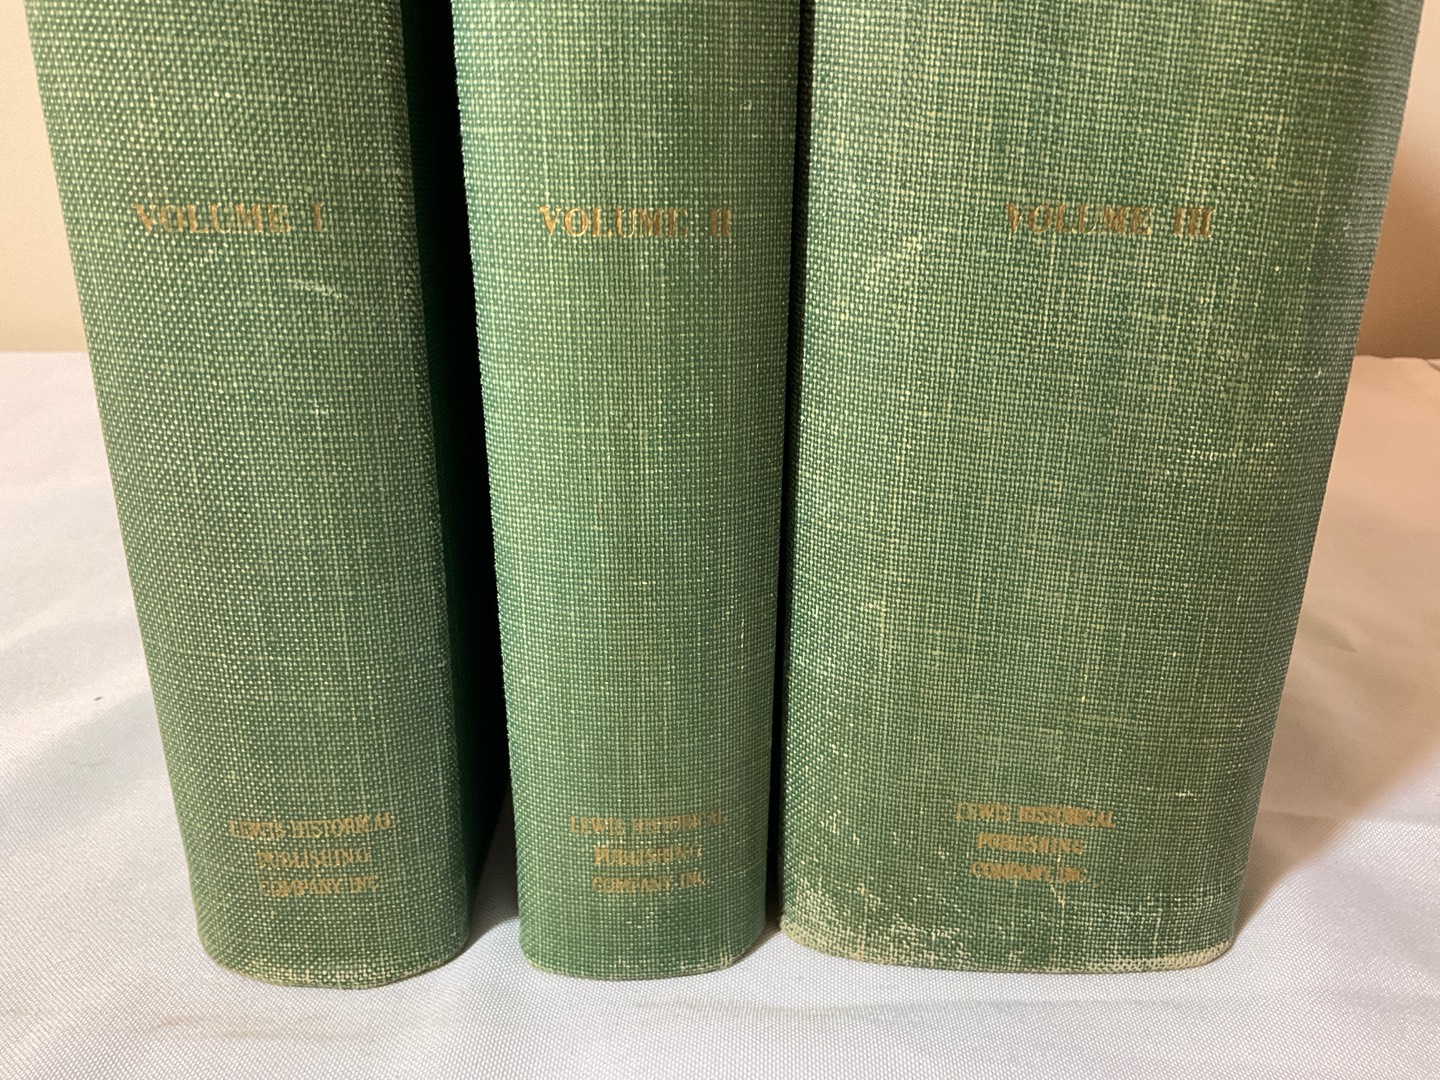 VOLUME I
LEWIS HISTORICAL
PUBLISHING
COMPANY, INC.
VOLUME II
LEWIS HISTORICAL
PUBLISHING
COMPANY, INC.
VOLUME III
LEWIS HISTORICAL
PUBLISHING
COMPANY, INC.